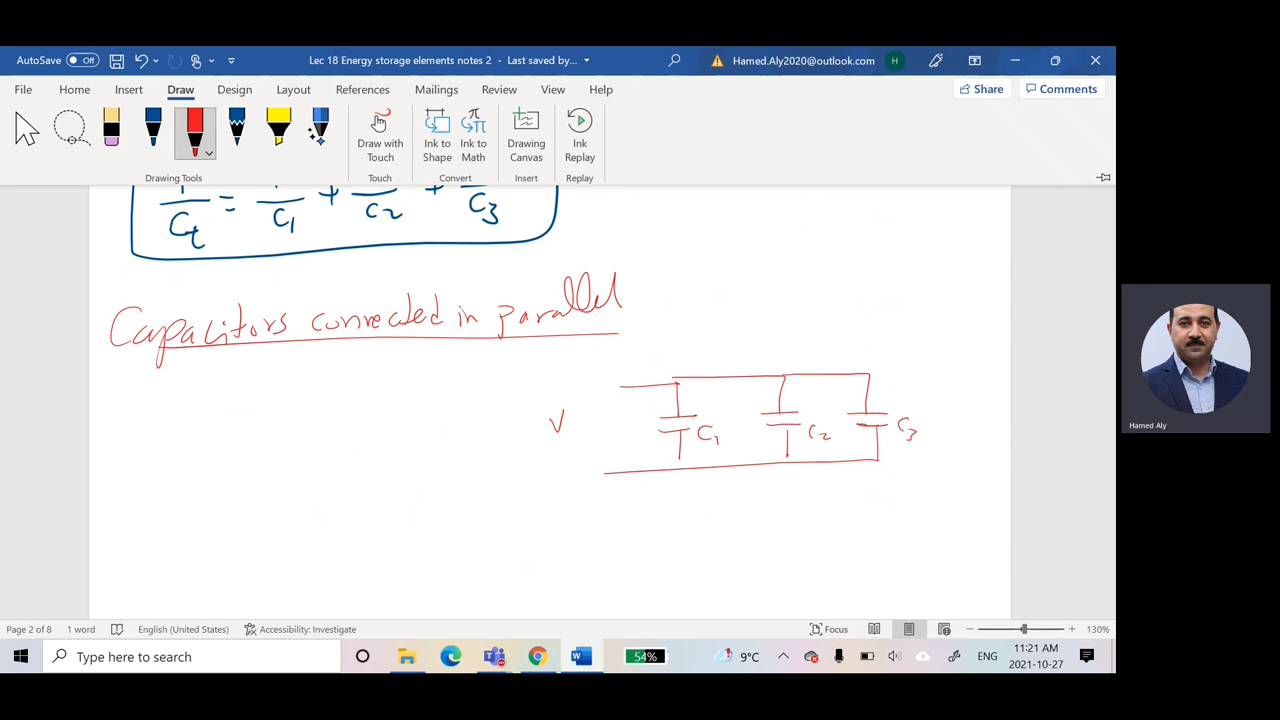 AutoSave Off Lec 18 Energy storage elements notes 2 - Last saved by... Hamed.Aly2020@outlook.com H
File Home Insert Draw Design Layout References Mailings Review View Help Share Comments
Draw with Touch Ink to Shape Ink to Math Drawing Canvas Ink Replay
Drawing Tools Touch Convert Insert Replay
1/Ct = 1/C1 + /C2 + /C3
Capacitors connected in parallel
V C1 C2 C3
Hamed Aly
Page 2 of 8 1 word English (United States) Accessibility: Investigate Focus 130%
Type here to search 54% 9°C ENG 11:21 AM
2021-10-27